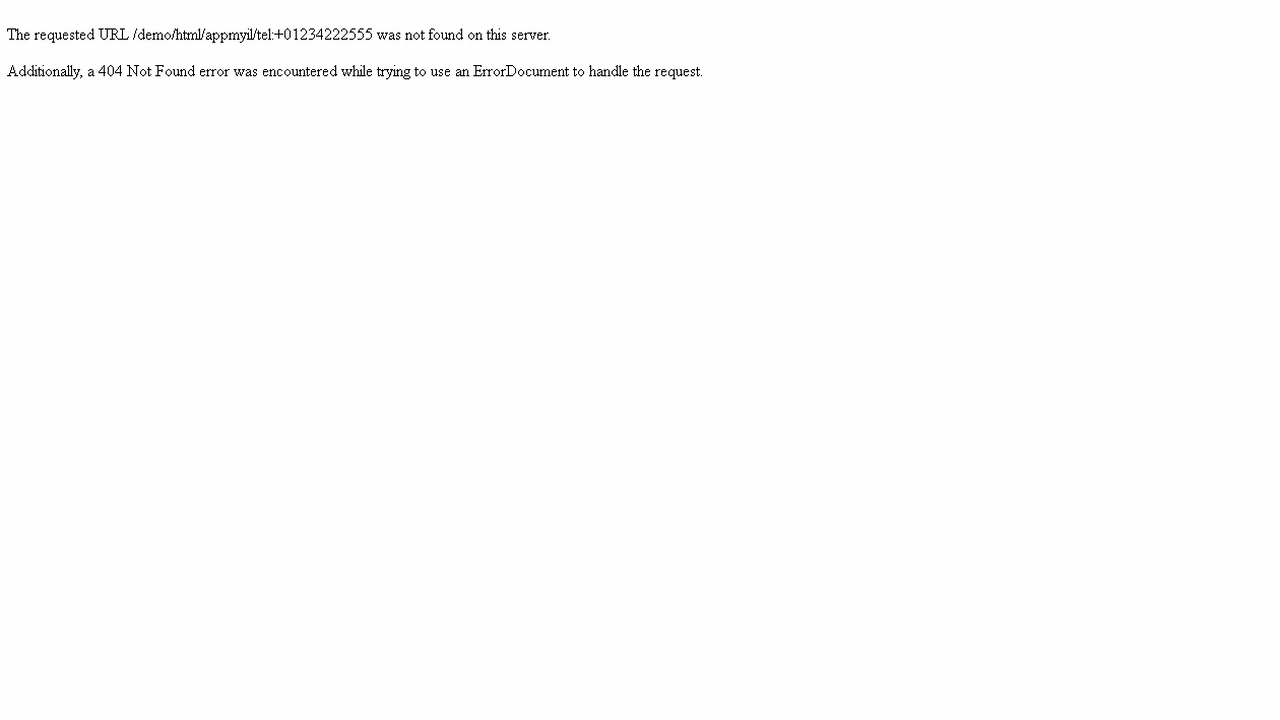 The requested URL /demo/html/appmyil/tel:+01234222555 was not found on this server.
Additionally, a 404 Not Found error was encountered while trying to use an ErrorDocument to handle the request.